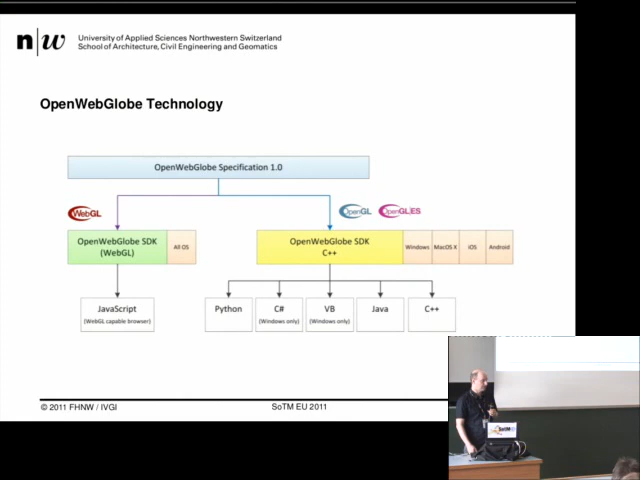 n|w
University of Applied Sciences Northwestern Switzerland
School of Architecture, Civil Engineering and Geomatics
OpenWebGlobe Technology
OpenWebGlobe Specification 1.0
WebGL
OpenGL
OpenGL|ES
OpenWebGlobe SDK
(WebGL)
All OS
OpenWebGlobe SDK
C++
Windows
MacOS X
iOS
Android
JavaScript
(WebGL capable browser)
Python
C#
(Windows only)
VB
(Windows only)
Java
C++
© 2011 FHNW / IVGI
SoTM EU 2011